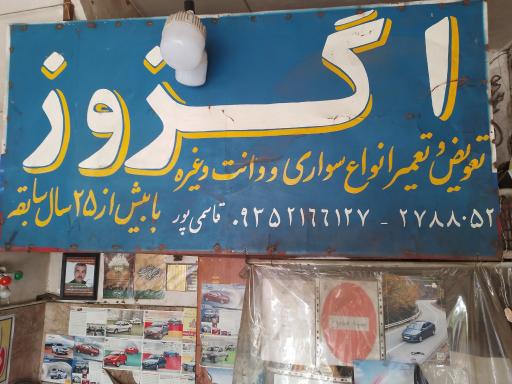 اگزوز
تعویض و تعمیر انواع سواری و وانت و غیره
با بیش از ۲۵ سال سابقه
۲۷۸۸۰۵۲ - ۰۹۳۵۲۱۶۶۱۲۷ قاسمی پور